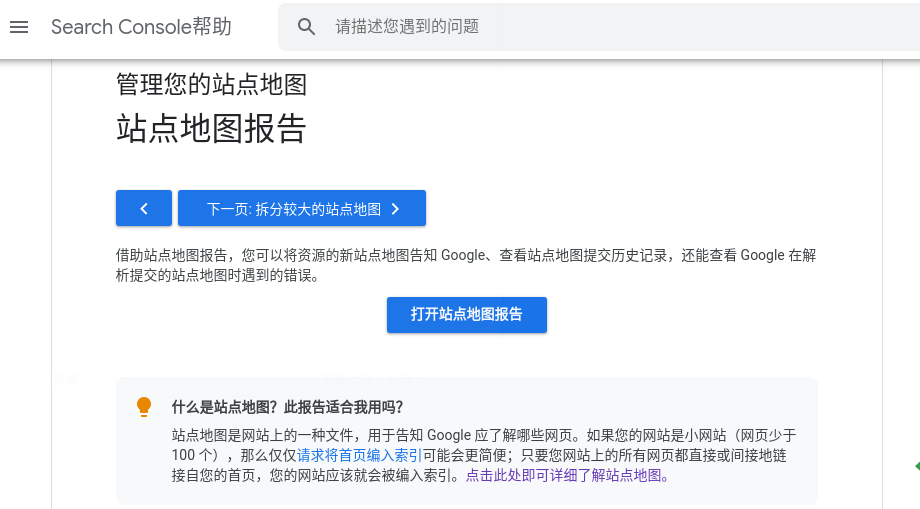 Search Console帮助
请描述您遇到的问题
管理您的站点地图
站点地图报告
下一页: 拆分较大的站点地图
借助站点地图报告，您可以将资源的新站点地图告知 Google、查看站点地图提交历史记录，还能查看 Google 在解
析提交的站点地图时遇到的错误。
打开站点地图报告
什么是站点地图？此报告适合我用吗？
站点地图是网站上的一种文件，用于告知 Google 应了解哪些网页。如果您的网站是小网站（网页少于
100 个），那么仅仅请求将首页编入索引可能会更简便；只要您网站上的所有网页都直接或间接地链
接自您的首页，您的网站应该就会被编入索引。点击此处即可详细了解站点地图。